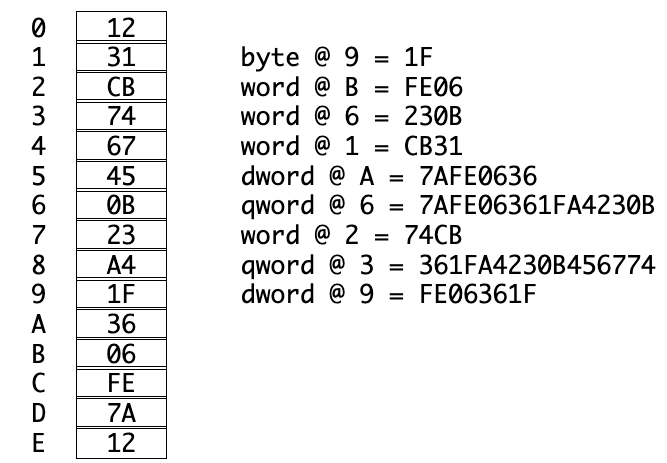 0 12
1 31 byte @ 9 = 1F
2 CB word @ B = FE06
3 74 word @ 6 = 230B
4 67 word @ 1 = CB31
5 45 dword @ A = 7AFE0636
6 0B qword @ 6 = 7AFE06361FA4230B
7 23 word @ 2 = 74CB
8 A4 qword @ 3 = 361FA4230B456774
9 1F dword @ 9 = FE06361F
A 36
B 06
C FE
D 7A
E 12